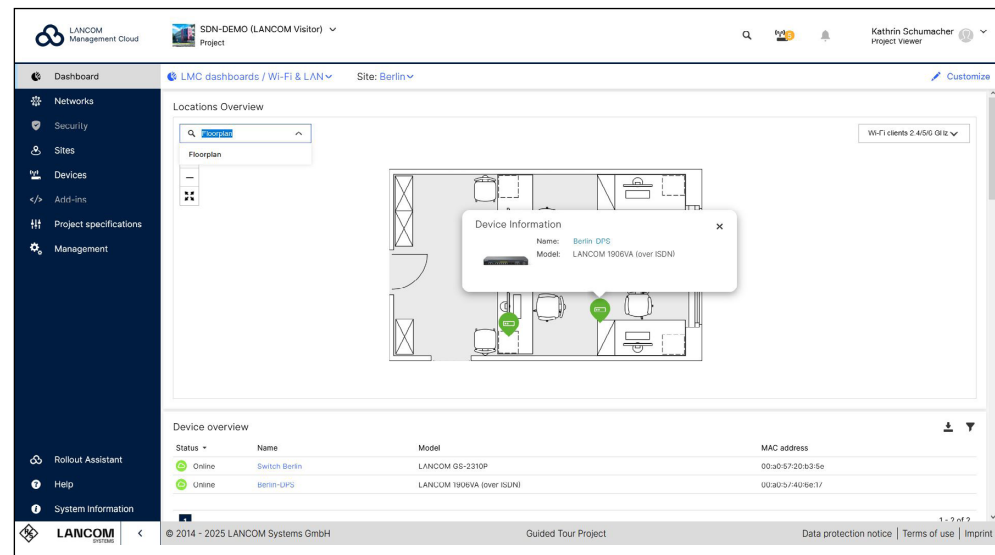 LANCOM
Management Cloud
SDN-DEMO (LANCOM Visitor)
Project
Kathrin Schumacher
Project Viewer
Dashboard
Networks
Security
Sites
Devices
Add-ins
Project specifications
Management
Rollout Assistant
Help
System Information
LMC dashboards / Wi-Fi & LAN
Site: Berlin
Customize
Locations Overview
Floorplan
Floorplan
Wi-Fi clients 2.4/5/6 GHz
Device Information
Name: Berlin DPS
Model: LANCOM 1906VA (over ISDN)
Device overview
Status Name Model MAC address
Online Switch Berlin LANCOM GS-2310P 00:a0:57:20:b3:5e
Online Berlin-DPS LANCOM 1906VA (over ISDN) 00:a0:57:40:6e:17
1 - 2 of 2
LANCOM
SYSTEMS
© 2014 - 2025 LANCOM Systems GmbH
Guided Tour Project
Data protection notice | Terms of use | Imprint